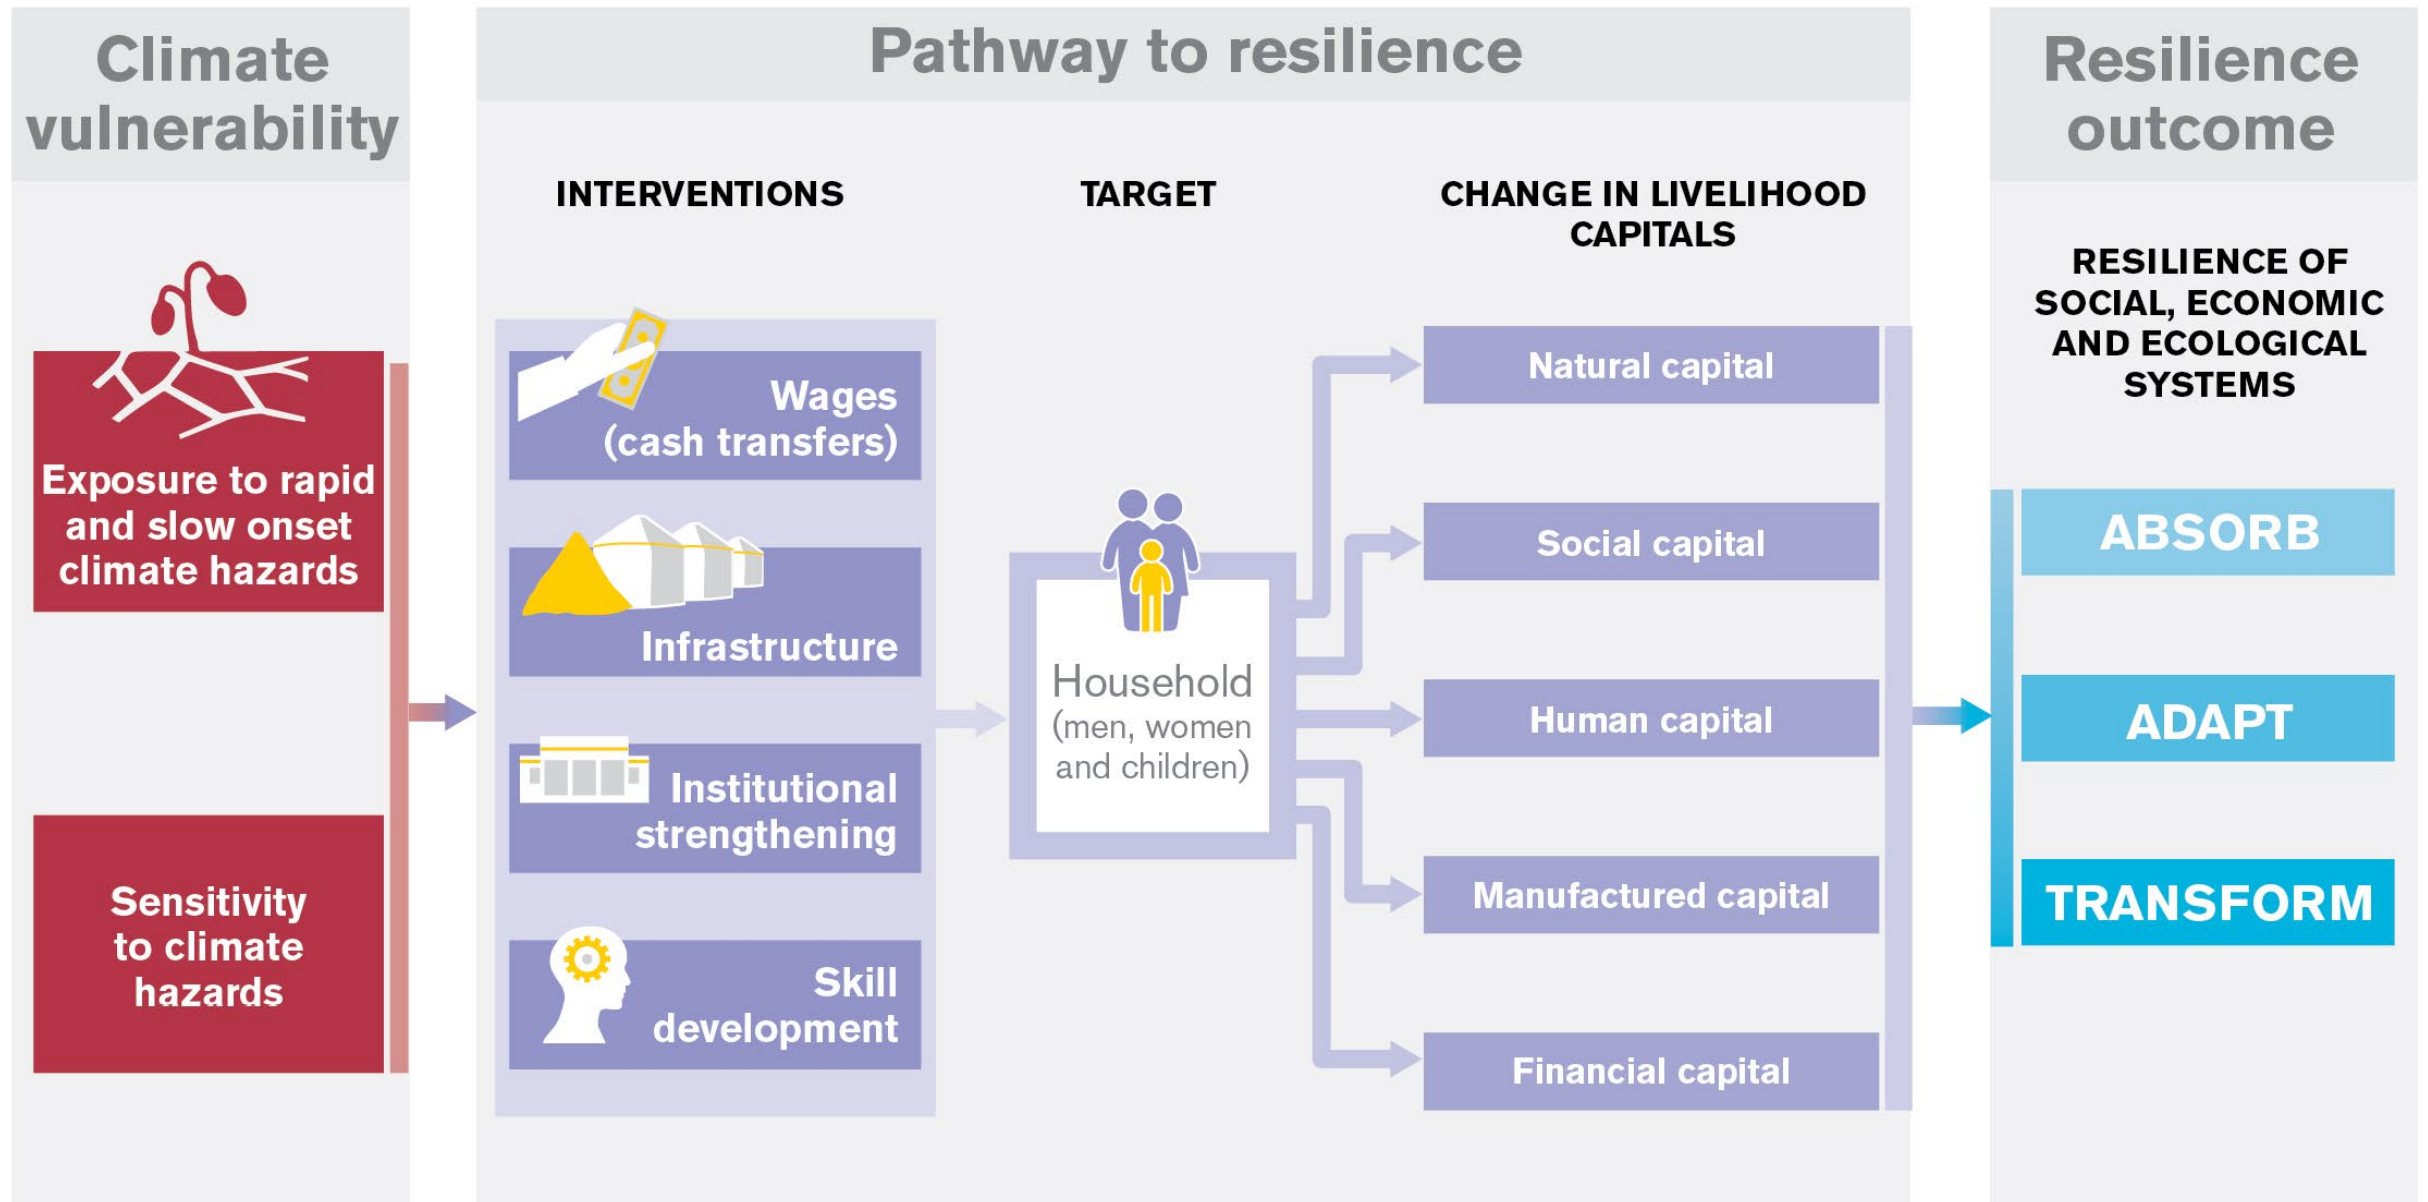 Climate
vulnerability
Exposure to rapid
and slow onset
climate hazards
Sensitivity
to climate
hazards
Pathway to resilience
INTERVENTIONS
Wages
(cash transfers)
Infrastructure
Institutional
strengthening
Skill
development
TARGET
Household
(men, women
and children)
CHANGE IN LIVELIHOOD
CAPITALS
Natural capital
Social capital
Human capital
Manufactured capital
Financial capital
Resilience
outcome
RESILIENCE OF
SOCIAL, ECONOMIC
AND ECOLOGICAL
SYSTEMS
ABSORB
ADAPT
TRANSFORM